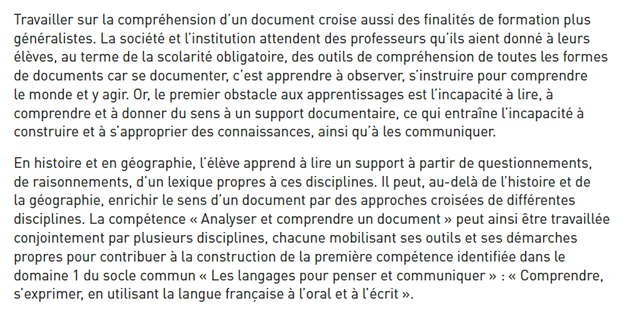 Travailler sur la compréhension d’un document croise aussi des finalités de formation plus
généralistes. La société et l’institution attendent des professeurs qu’ils aient donné à leurs
élèves, au terme de la scolarité obligatoire, des outils de compréhension de toutes les formes
de documents car se documenter, c’est apprendre à observer, s’instruire pour comprendre
le monde et y agir. Or, le premier obstacle aux apprentissages est l’incapacité à lire, à
comprendre et à donner du sens à un support documentaire, ce qui entraîne l’incapacité à
construire et à s’approprier des connaissances, ainsi qu’à les communiquer.
En histoire et en géographie, l’élève apprend à lire un support à partir de questionnements,
de raisonnements, d’un lexique propres à ces disciplines. Il peut, au-delà de l’histoire et de
la géographie, enrichir le sens d’un document par des approches croisées de différentes
disciplines. La compétence « Analyser et comprendre un document » peut ainsi être travaillée
conjointement par plusieurs disciplines, chacune mobilisant ses outils et ses démarches
propres pour contribuer à la construction de la première compétence identifiée dans le
domaine 1 du socle commun « Les langages pour penser et communiquer » : « Comprendre,
s’exprimer, en utilisant la langue française à l’oral et à l’écrit ».